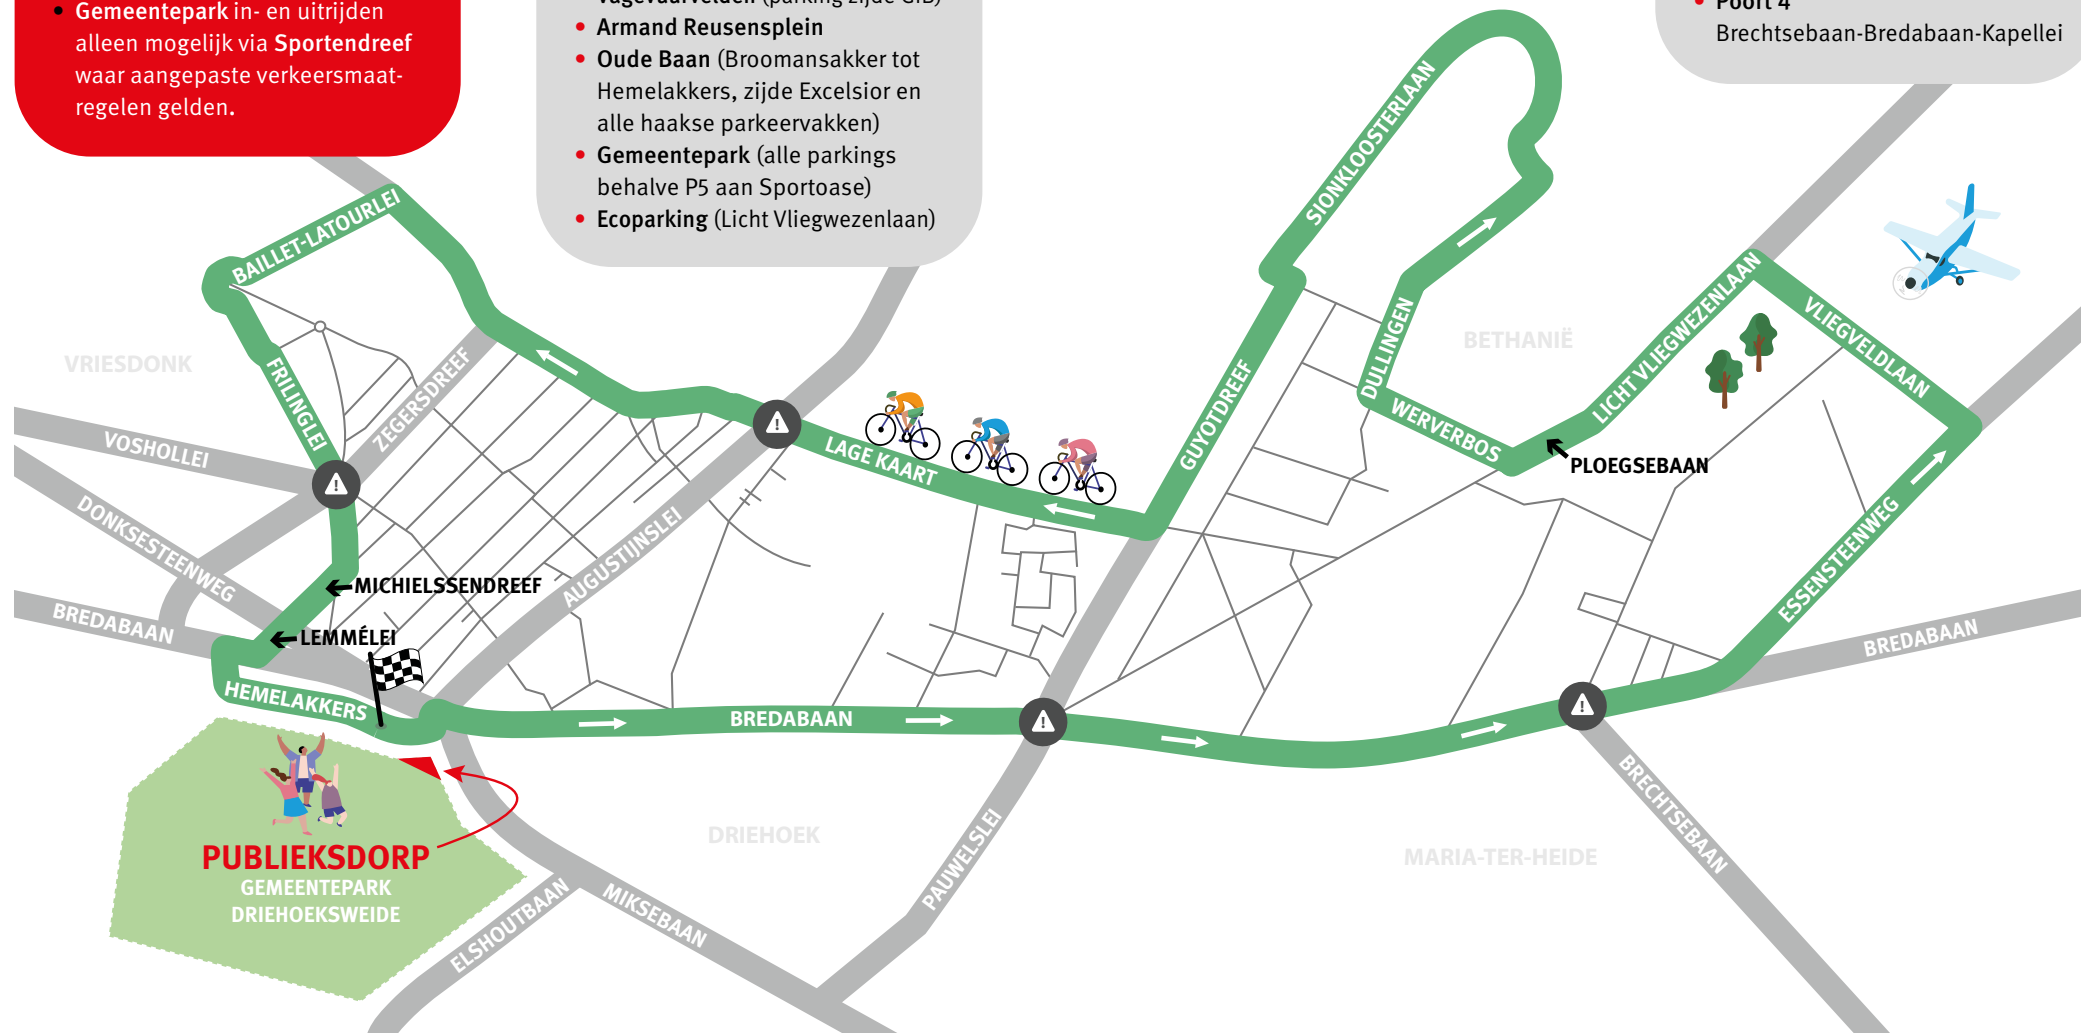 • Gemeentepark in- en uitrijden
alleen mogelijk via Sportendreef
waar aangepaste verkeersmaat-
regelen gelden.
• Armand Reusensplein
• Oude Baan (Broomansakker tot
Hemelakkers, zijde Excelsior en
alle haakse parkeervakken)
• Gemeentepark (alle parkings
behalve P5 aan Sportoase)
• Ecoparking (Licht Vliegwezenlaan)
• Poort 4
Brechtsebaan-Bredabaan-Kapellei
SIONKLOOSTERLAAN
BAILLET-LATOURLEI
LICHT VLIEGWEZENLAAN
VLIEGVELDLAAN
DULLINGEN
BETHANIË
VRIESDONK
FRILINGLEI
ZEGERSDREEF
GUYOTDREEF
WERVERBOS
VOSHOLLEI
LAGE KAART
PLOEGSEBAAN
DONKSESTEENWEG
AUGUSTIJNSLEI
ESSENSTEENWEG
MICHIELSSENDREEF
BREDABAAN
LEMMÉLEI
BREDABAAN
HEMELAKKERS
BREDABAAN
BRECHTSEBAAN
DRIEHOEK
PAUWELSLEI
MARIA-TER-HEIDE
PUBLIEKSDORP
GEMEENTEPARK
DRIEHOEKSWEIDE
ELSHOUTBAAN
MIKSEBAAN